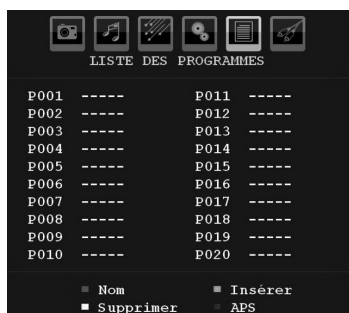 LISTE DES PROGRAMMES
P001 ----- P011 -----
P002 ----- P012 -----
P003 ----- P013 -----
P004 ----- P014 -----
P005 ----- P015 -----
P006 ----- P016 -----
P007 ----- P017 -----
P008 ----- P018 -----
P009 ----- P019 -----
P010 ----- P020 -----
Nom Insérer
Supprimer APS